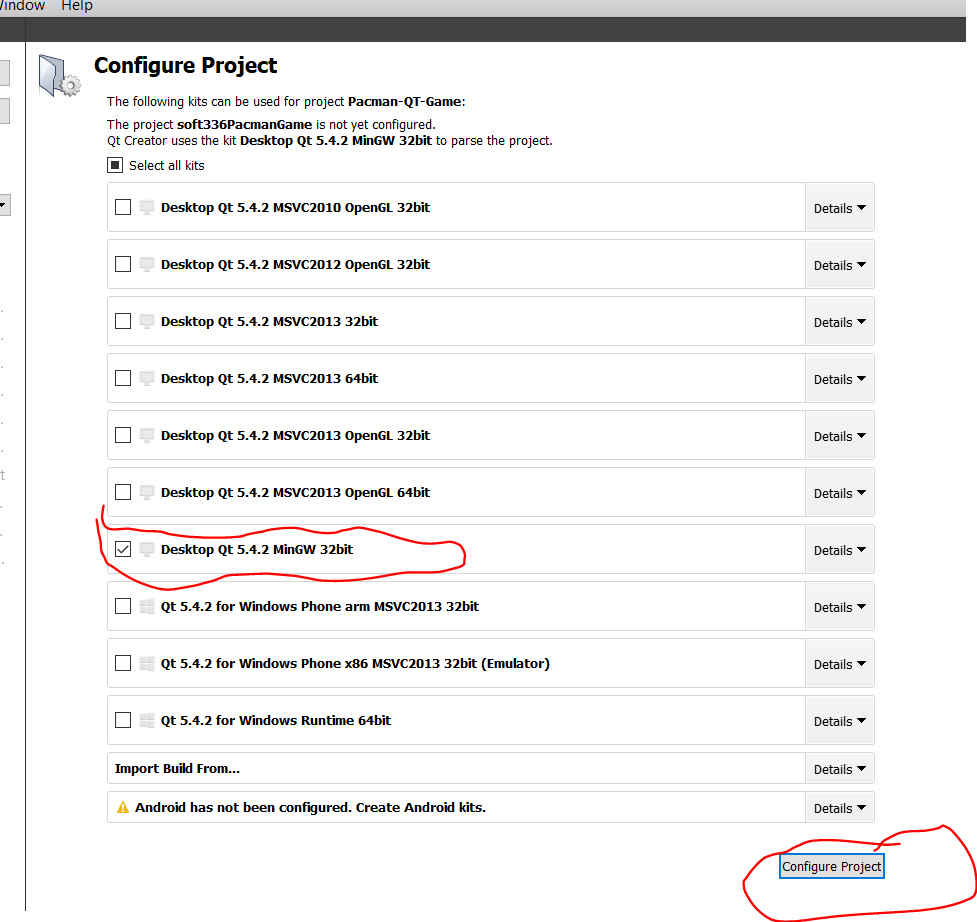 Window Help
Configure Project
The following kits can be used for project Pacman-QT-Game:
The project soft336PacmanGame is not yet configured.
Qt Creator uses the kit Desktop Qt 5.4.2 MinGW 32bit to parse the project.
Select all kits
Desktop Qt 5.4.2 MSVC2010 OpenGL 32bit Details
Desktop Qt 5.4.2 MSVC2012 OpenGL 32bit Details
Desktop Qt 5.4.2 MSVC2013 32bit Details
Desktop Qt 5.4.2 MSVC2013 64bit Details
Desktop Qt 5.4.2 MSVC2013 OpenGL 32bit Details
Desktop Qt 5.4.2 MSVC2013 OpenGL 64bit Details
Desktop Qt 5.4.2 MinGW 32bit Details
Qt 5.4.2 for Windows Phone arm MSVC2013 32bit Details
Qt 5.4.2 for Windows Phone x86 MSVC2013 32bit (Emulator) Details
Qt 5.4.2 for Windows Runtime 64bit Details
Import Build From... Details
Android has not been configured. Create Android kits. Details
Configure Project